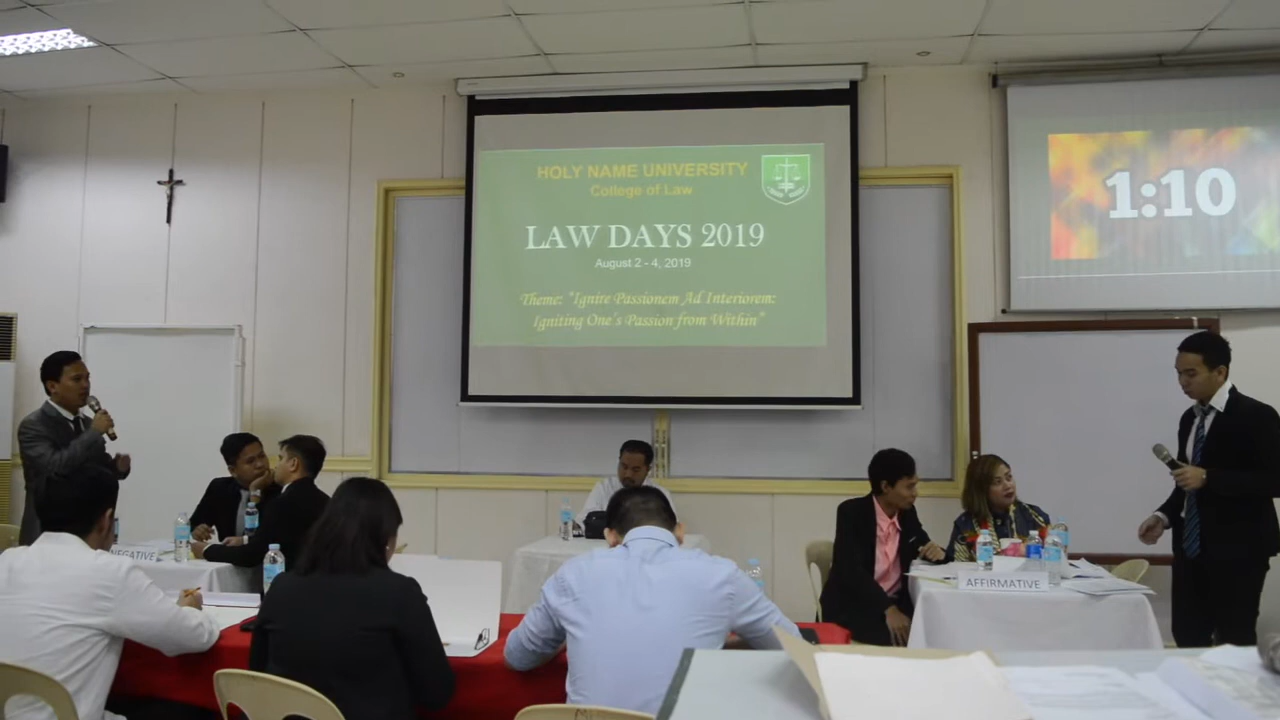 HOLY NAME UNIVERSITY
College of Law
LAW DAYS 2019
August 2 - 4, 2019
Theme: "Ignite Passionem Ad Interiorem:
Igniting One's Passion from Within"
1:10
NEGATIVE
AFFIRMATIVE